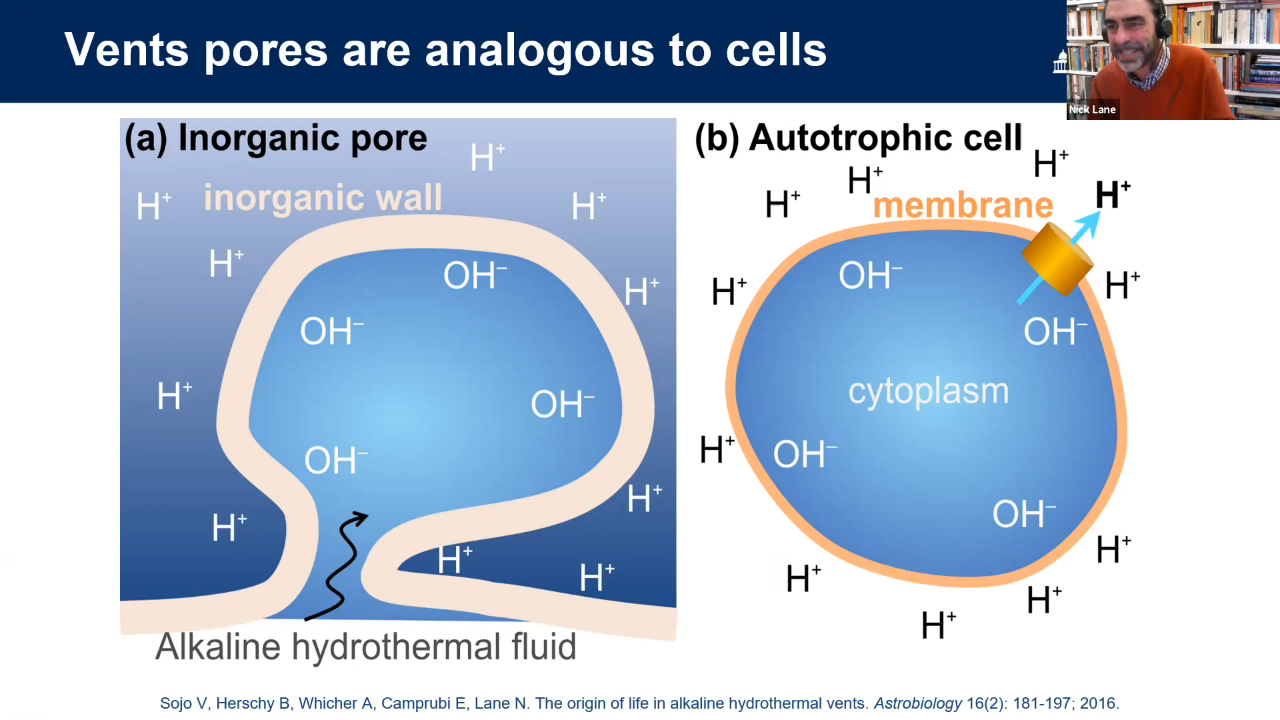 Vents pores are analogous to cells
Nick Lane
(a) Inorganic pore
H⁺
H⁺
inorganic wall
H⁺
H⁺
OH⁻
H⁺
OH⁻
H⁺
OH⁻
OH⁻
H⁺
H⁺
H⁺
H⁺
Alkaline hydrothermal fluid
(b) Autotrophic cell
H⁺
H⁺
H⁺
H⁺
membrane
OH⁻
H⁺
H⁺
OH⁻
cytoplasm
H⁺
OH⁻
OH⁻
H⁺
H⁺
H⁺
H⁺
Sojo V, Herschy B, Whicher A, Camprubi E, Lane N. The origin of life in alkaline hydrothermal vents. Astrobiology 16(2): 181-197; 2016.